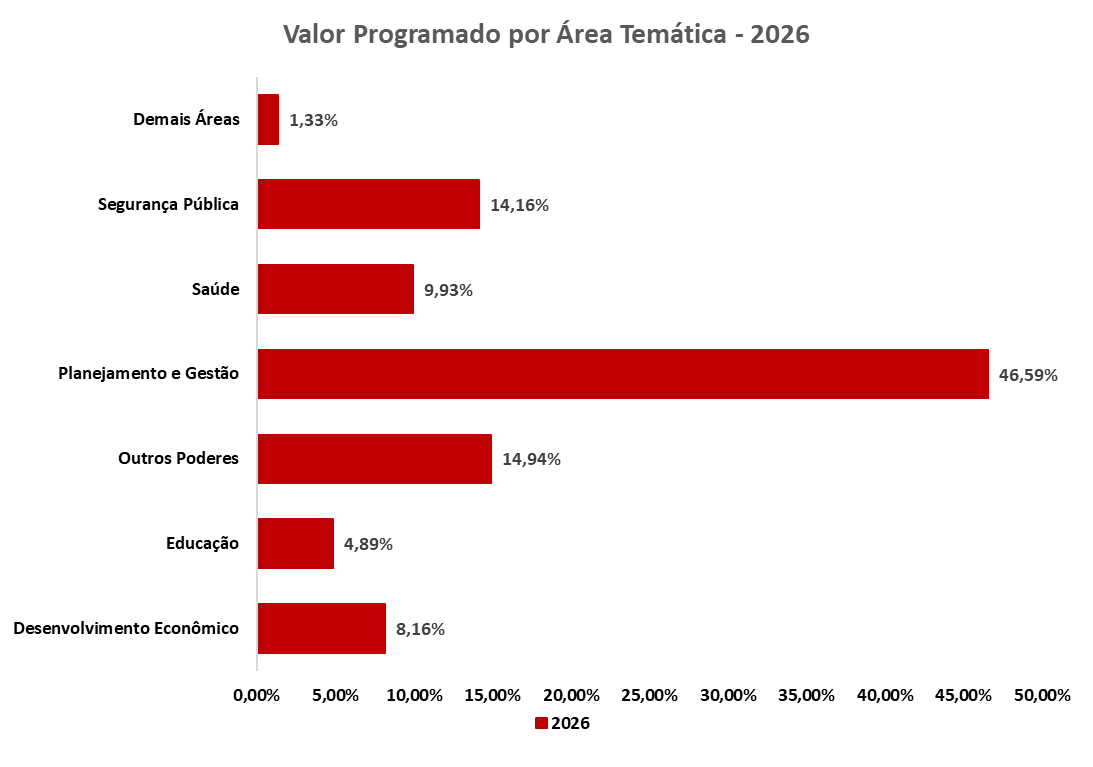 Valor Programado por Área Temática - 2026
Demais Áreas 1,33%
Segurança Pública 14,16%
Saúde 9,93%
Planejamento e Gestão 46,59%
Outros Poderes 14,94%
Educação 4,89%
Desenvolvimento Econômico 8,16%
0,00% 5,00% 10,00% 15,00% 20,00% 25,00% 30,00% 35,00% 40,00% 45,00% 50,00%
2026